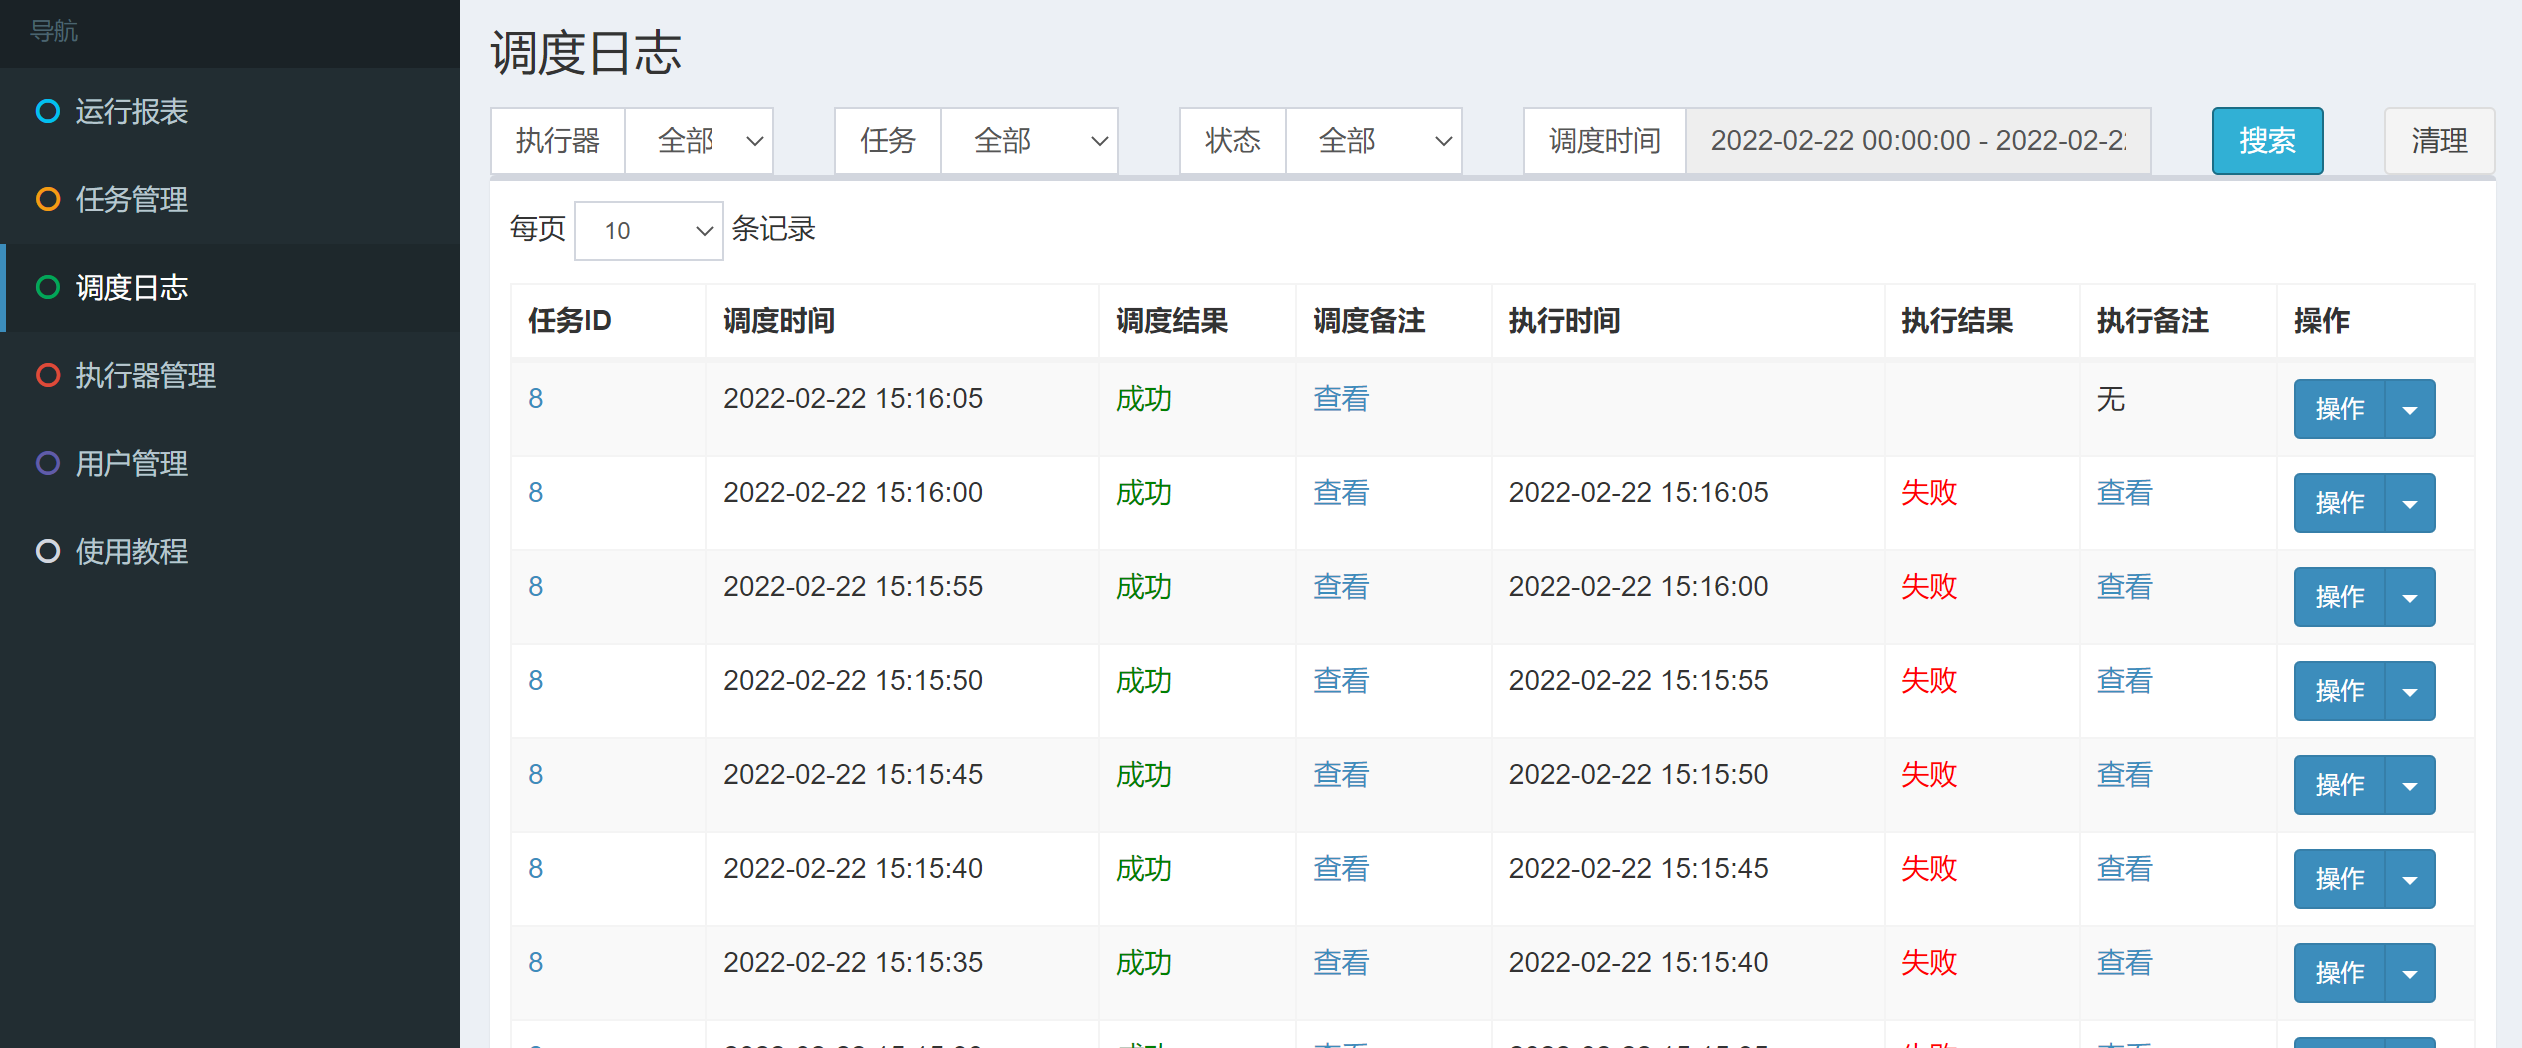 导航
运行报表
任务管理
调度日志
执行器管理
用户管理
使用教程
调度日志
执行器 全部 任务 全部 状态 全部 调度时间 2022-02-22 00:00:00 - 2022-02-2 搜索 清理
每页 10 条记录
任务ID 调度时间 调度结果 调度备注 执行时间 执行结果 执行备注 操作
8 2022-02-22 15:16:05 成功 查看 无 操作
8 2022-02-22 15:16:00 成功 查看 2022-02-22 15:16:05 失败 查看 操作
8 2022-02-22 15:15:55 成功 查看 2022-02-22 15:16:00 失败 查看 操作
8 2022-02-22 15:15:50 成功 查看 2022-02-22 15:15:55 失败 查看 操作
8 2022-02-22 15:15:45 成功 查看 2022-02-22 15:15:50 失败 查看 操作
8 2022-02-22 15:15:40 成功 查看 2022-02-22 15:15:45 失败 查看 操作
8 2022-02-22 15:15:35 成功 查看 2022-02-22 15:15:40 失败 查看 操作